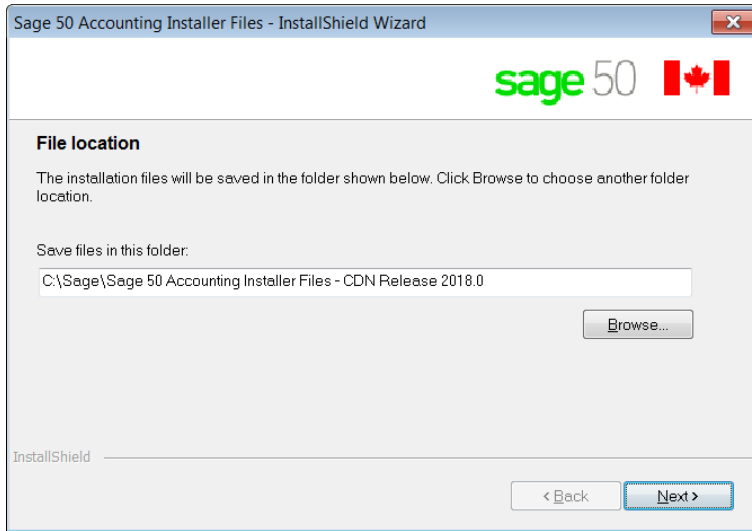 Sage 50 Accounting Installer Files - InstallShield Wizard
sage 50
File location
The installation files will be saved in the folder shown below. Click Browse to choose another folder
location.
Save files in this folder:
C:\Sage\Sage 50 Accounting Installer Files - CDN Release 2018.0
Browse...
InstallShield
< Back
Next >